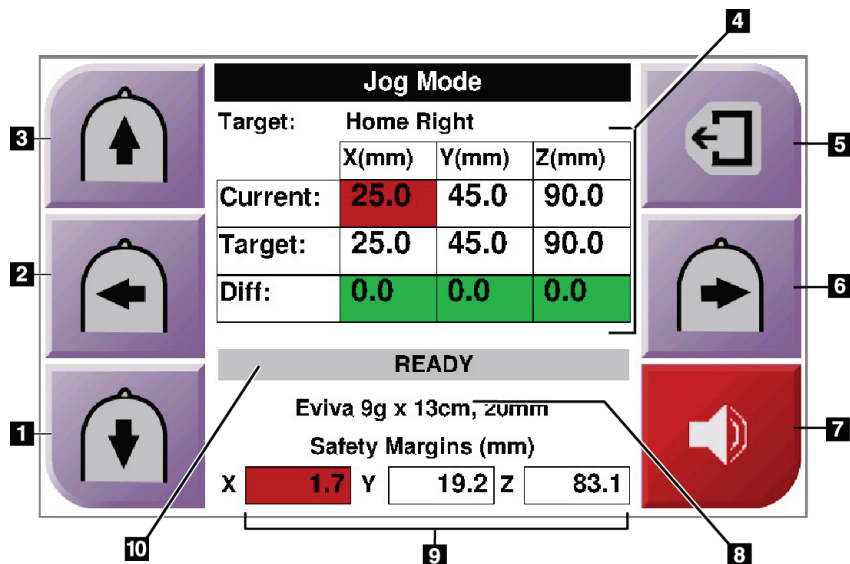 4
Jog Mode
Target: Home Right
3
5
X(mm) Y(mm) Z(mm)
Current: 25.0 45.0 90.0
Target: 25.0 45.0 90.0
2
6
Diff: 0.0 0.0 0.0
READY
Eviva 9g x 13cm, 20mm
1
7
Safety Margins (mm)
X 1.7 Y 19.2 Z 83.1
10
9
8